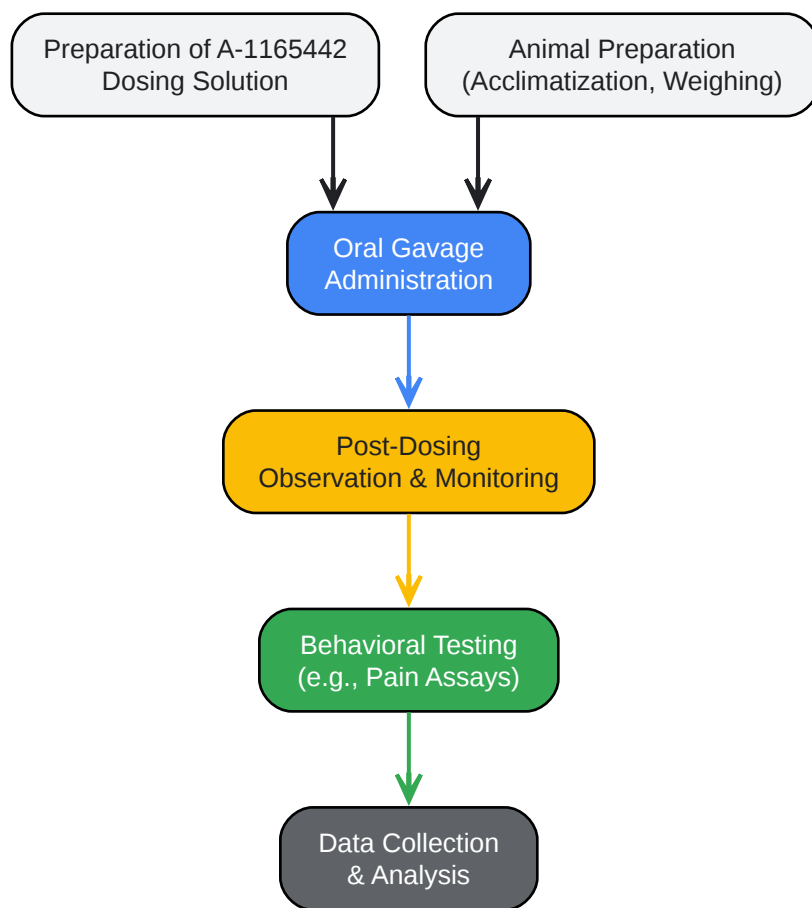 Preparation of A-1165442
Dosing Solution
Animal Preparation
(Acclimatization, Weighing)
Oral Gavage
Administration
Post-Dosing
Observation & Monitoring
Behavioral Testing
(e.g., Pain Assays)
Data Collection
& Analysis